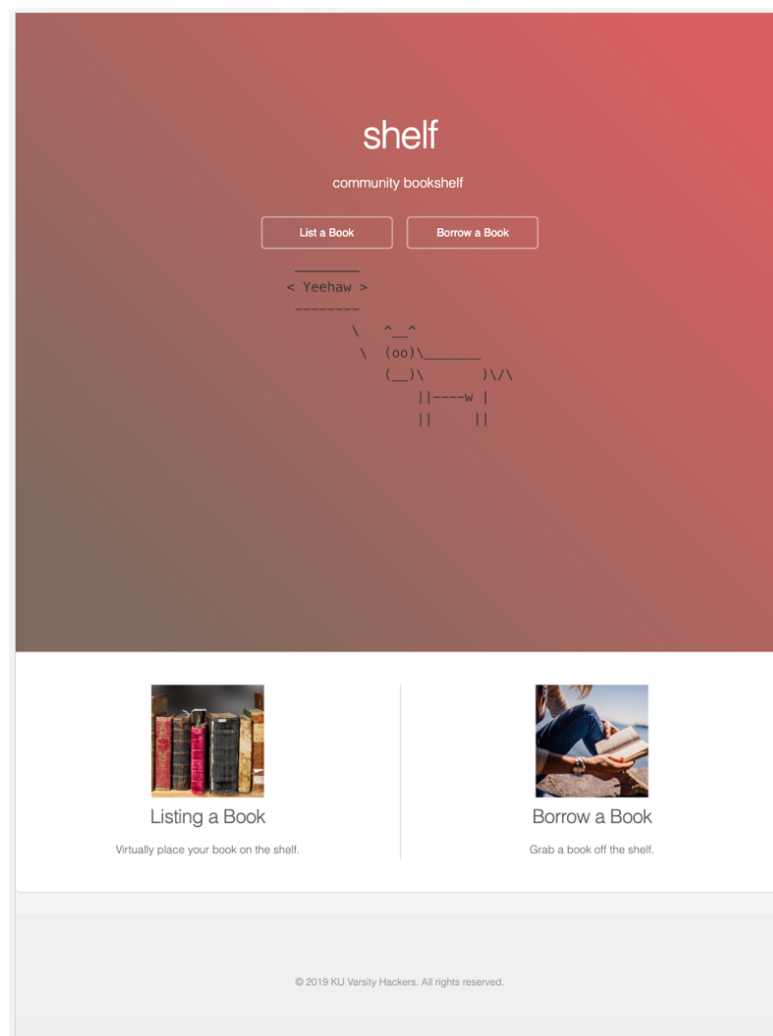 shelf
community bookshelf
List a Book Borrow a Book
________
< Yeehaw >
--------
        \   ^__^
         \  (oo)\_______
            (__)\       )\/\
                ||----w |
                ||     ||
Listing a Book
Virtually place your book on the shelf.
Borrow a Book
Grab a book off the shelf.
© 2019 KU Varsity Hackers. All rights reserved.